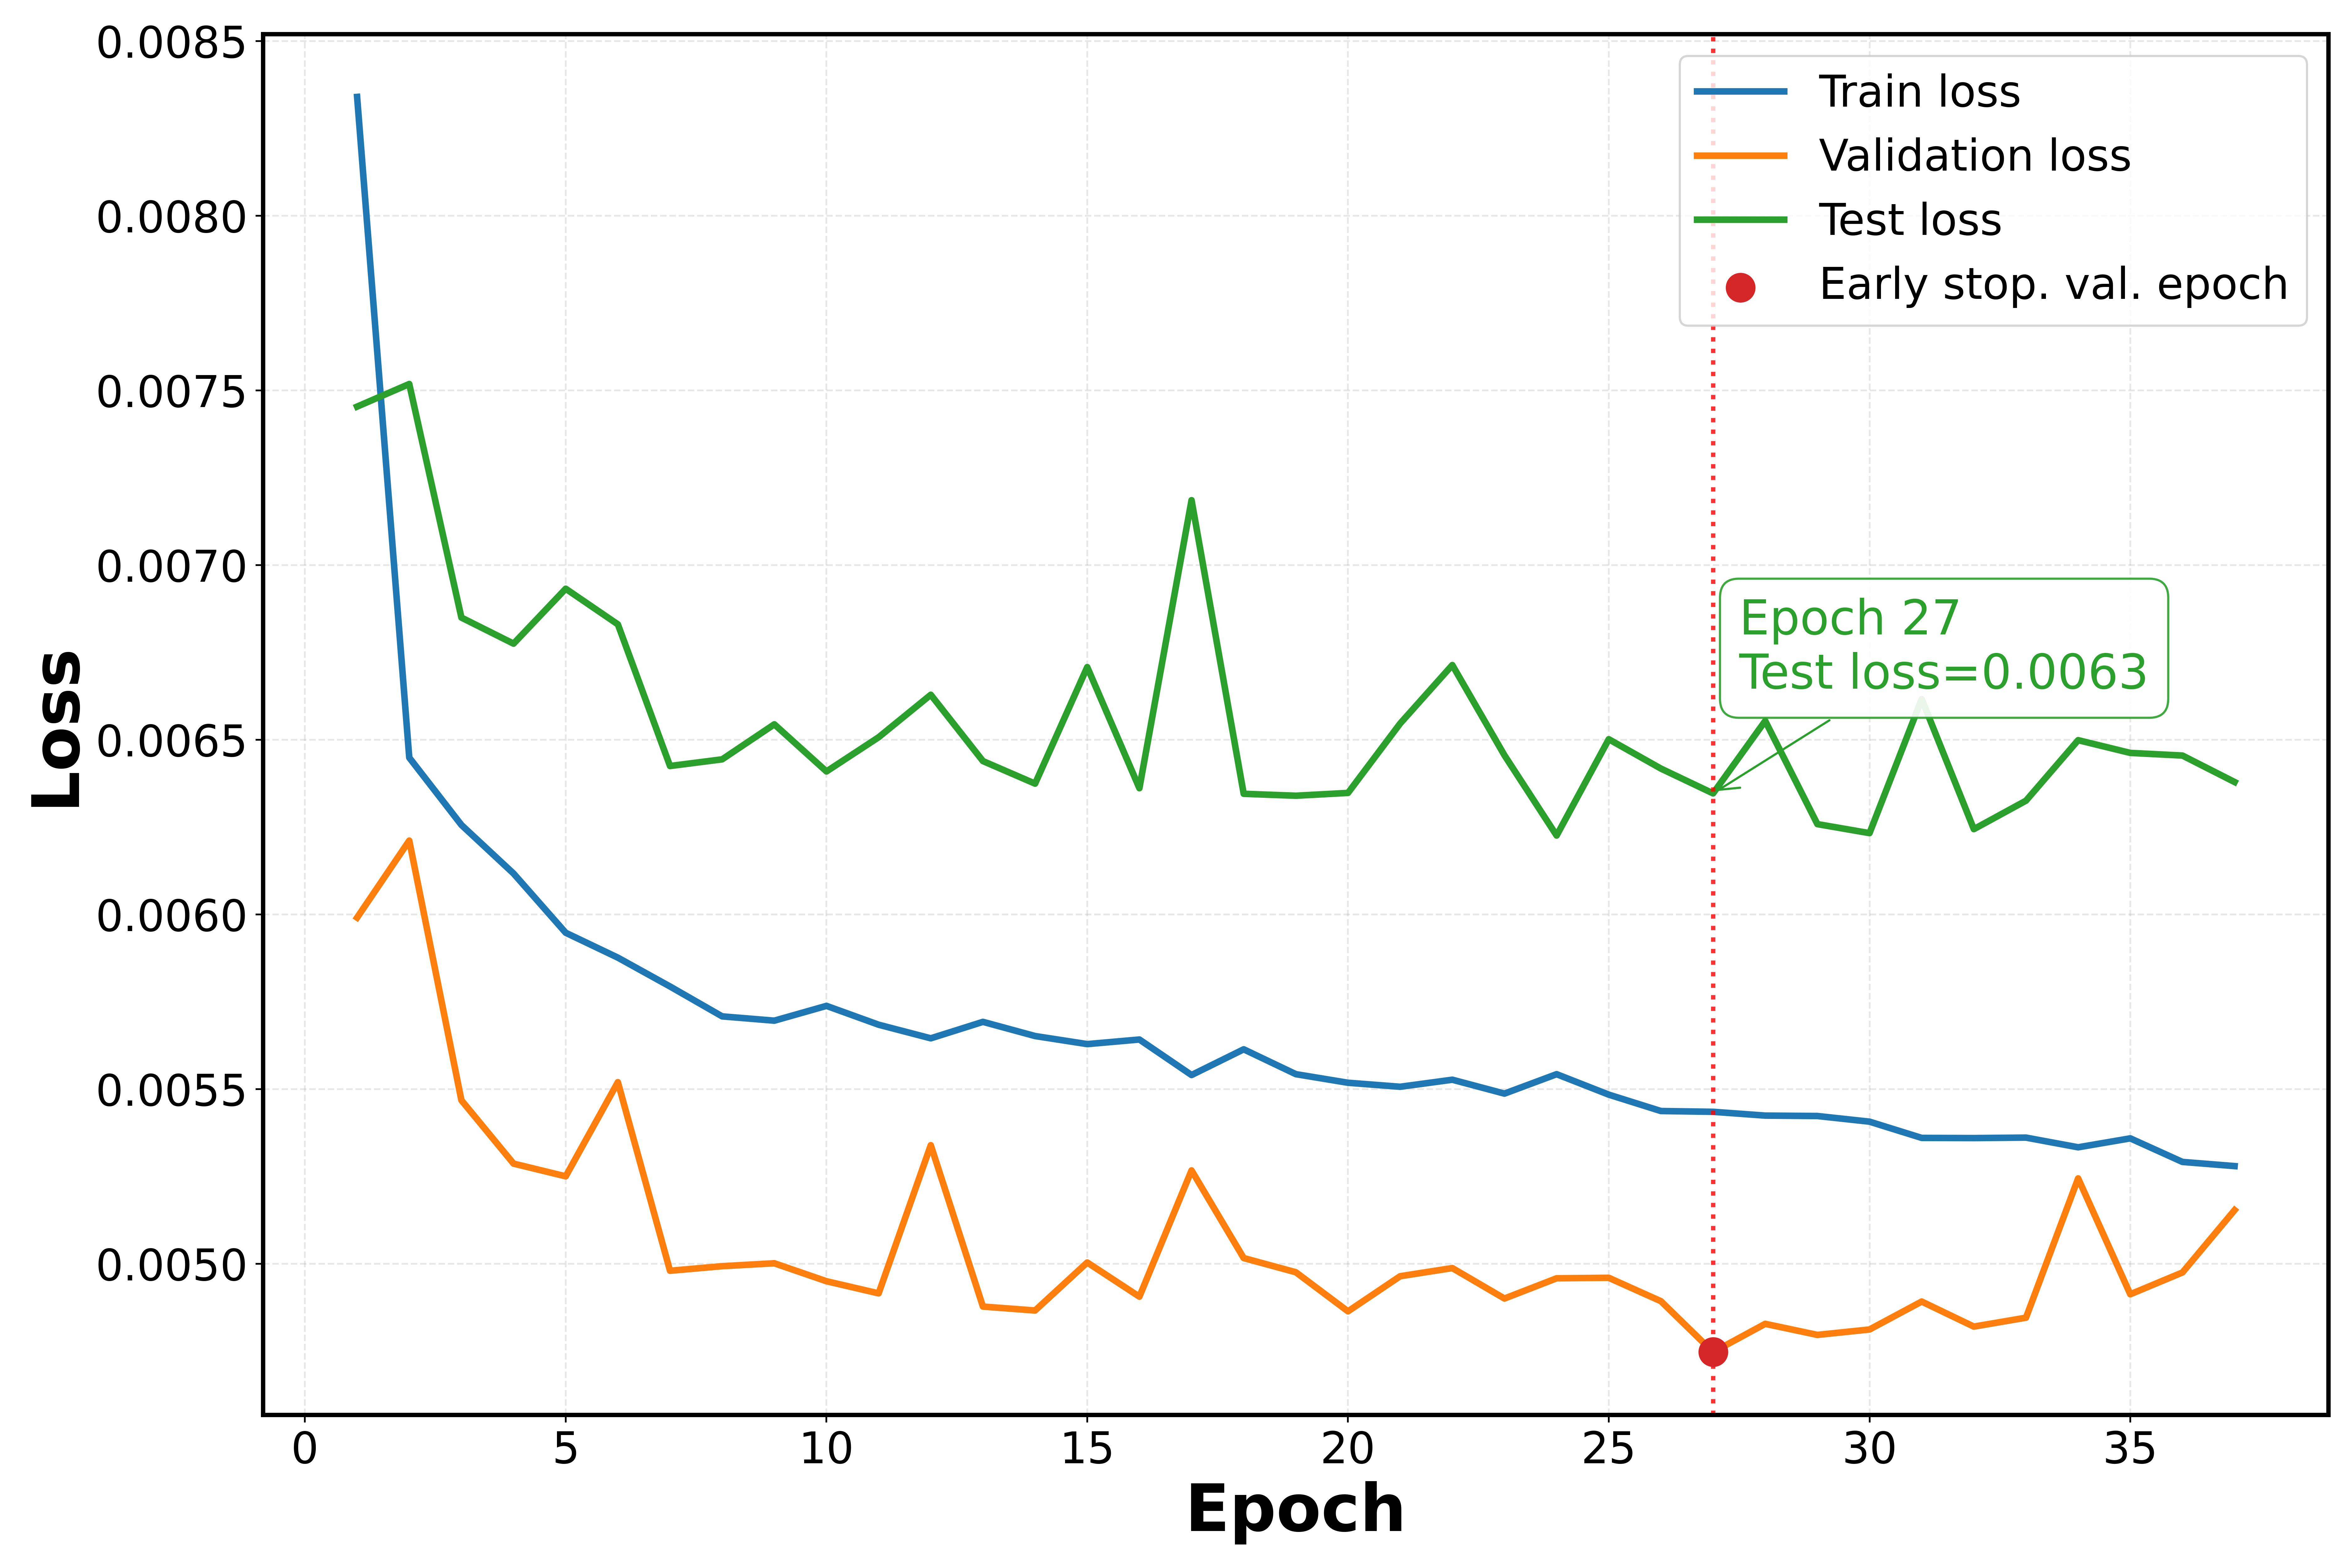 0.0085
0.0080
0.0075
0.0070
0.0065
0.0060
0.0055
0.0050
Loss
Train loss
Validation loss
Test loss
Early stop. val. epoch
Epoch 27
Test loss=0.0063
0 5 10 15 20 25 30 35
Epoch